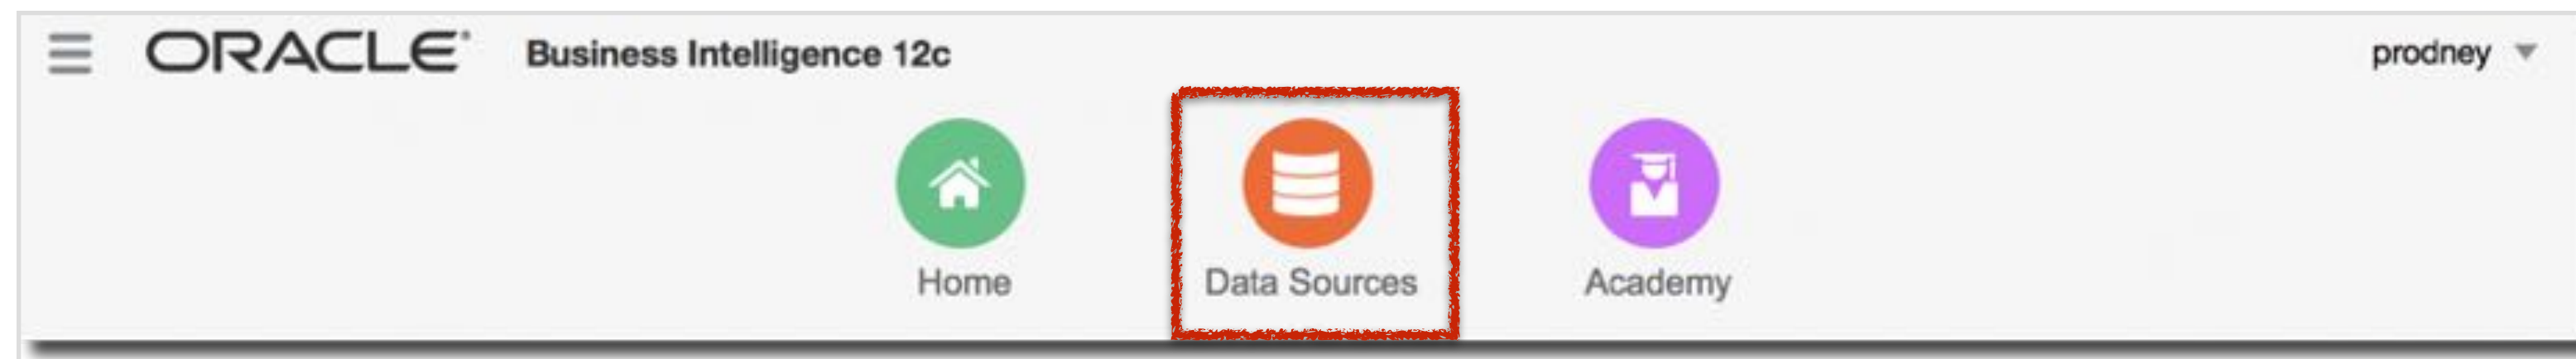 ORACLE® Business Intelligence 12c prodney
Home Data Sources Academy